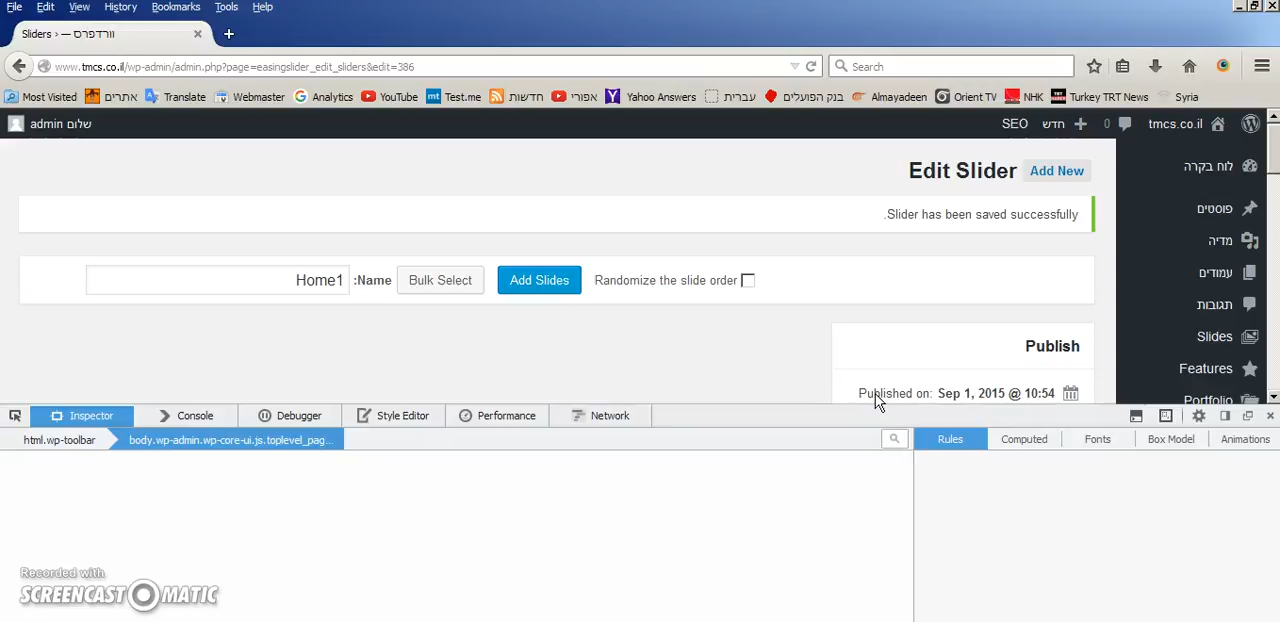 File Edit View History Bookmarks Tools Help
Sliders › וורדפרס —
www.tmcs.co.il/wp-admin/admin.php?page=easingslider_edit_sliders&edit=386
Search
Most Visited אתרים Translate Webmaster Analytics YouTube Test.me חדשות אפורי Yahoo Answers עברית בנק הפועלים Almayadeen Orient TV NHK Turkey TRT News Syria
שלום admin
SEO חדש 0 tmcs.co.il
לוח בקרה
פוסטים
מדיה
עמודים
תגובות
Slides
Features
Portfolio
Edit Slider Add New
.Slider has been saved successfully
Home1 :Name Bulk Select Add Slides Randomize the slide order
Publish
Published on: Sep 1, 2015 @ 10:54
Inspector Console Debugger Style Editor Performance Network
html.wp-toolbar body.wp-admin.wp-core-ui.js.toplevel_pag... Rules Computed Fonts Box Model Animations
Recorded with
SCREENCAST MATIC